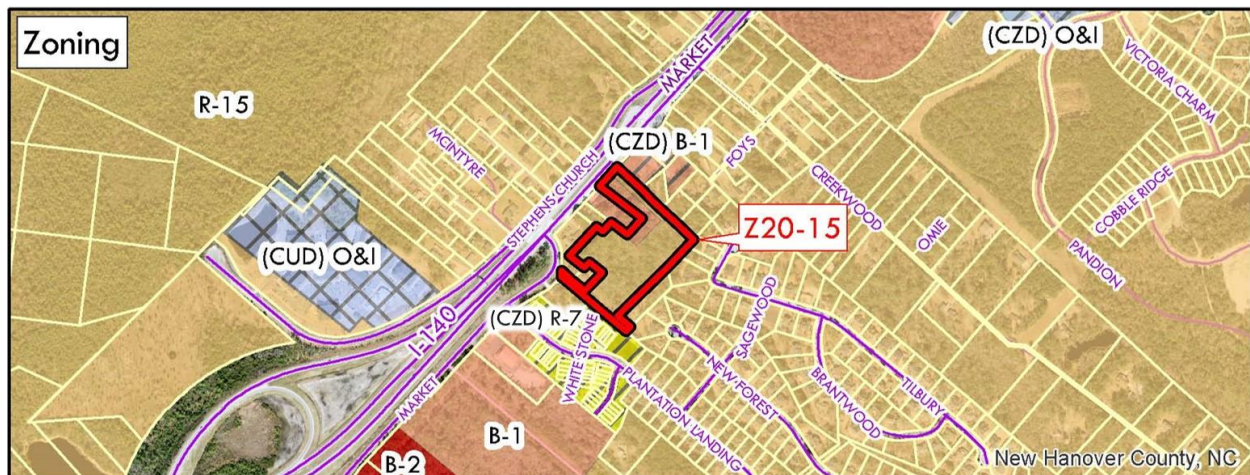 Zoning
(CZD) O&I
R-15
MARKET
VICTORIA CHARM
MCINTYRE
(CZD) B-1
FOYS
STEPHENS CHURCH
CREEKWOOD
COBBLE RIDGE
Z20-15
OMIE
(CUD) O&I
PANDION
(CZD) R-7
I-140
SAGEWOOD
WHITE STONE
NEW FOREST
TILBURY
MARKET
BRANTWOOD
PLANTATION LANDING
B-1
B-2
New Hanover County, NC